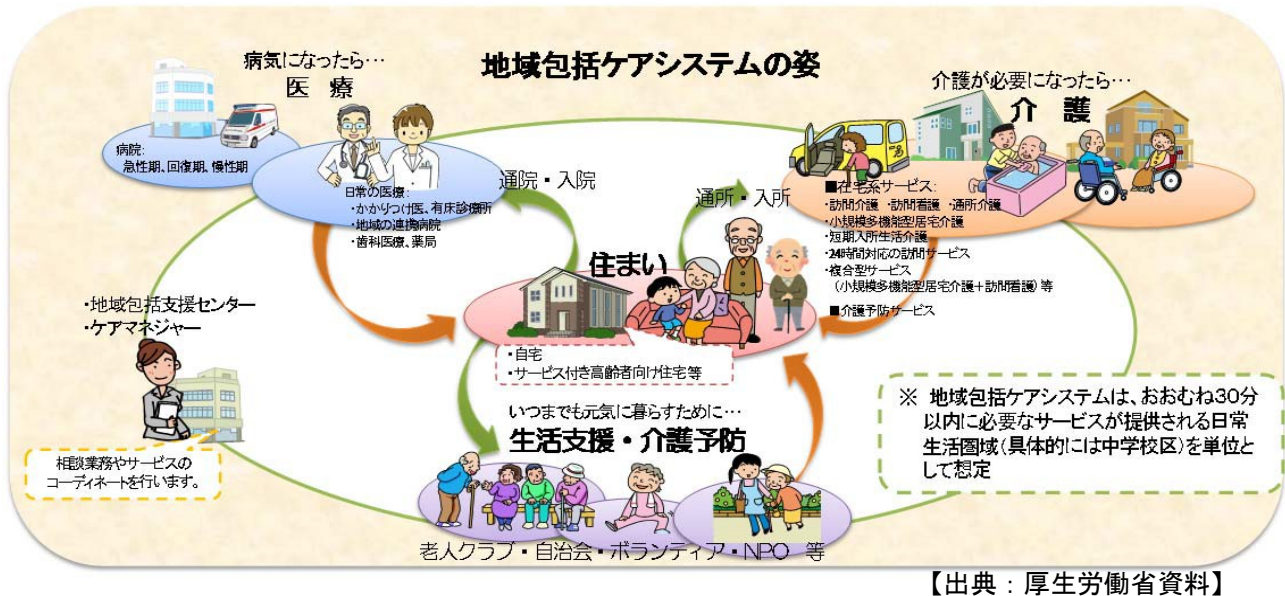 地域包括ケアシステムの姿
病気になったら…
医 療
病院:
急性期、回復期、慢性期
日常の医療:
・かかりつけ医、有床診療所
・地域の連携病院
・歯科医療、薬局
通院・入院
介護が必要になったら…
介 護
通所・入所
■在宅系サービス:
・訪問介護 ・訪問看護 ・通所介護
・小規模多機能型居宅介護
・短期入所生活介護
・24時間対応の訪問サービス
・複合型サービス
(小規模多機能型居宅介護+訪問看護)等
■介護予防サービス
住まい
・自宅
・サービス付き高齢者向け住宅等
・地域包括支援センター
・ケアマネジャー
相談業務やサービスの
コーディネートを行います。
いつまでも元気に暮らすために…
生活支援・介護予防
老人クラブ・自治会・ボランティア・NPO 等
※ 地域包括ケアシステムは、おおむね30分
以内に必要なサービスが提供される日常
生活圏域(具体的には中学校区)を単位と
して想定
【出典:厚生労働省資料】